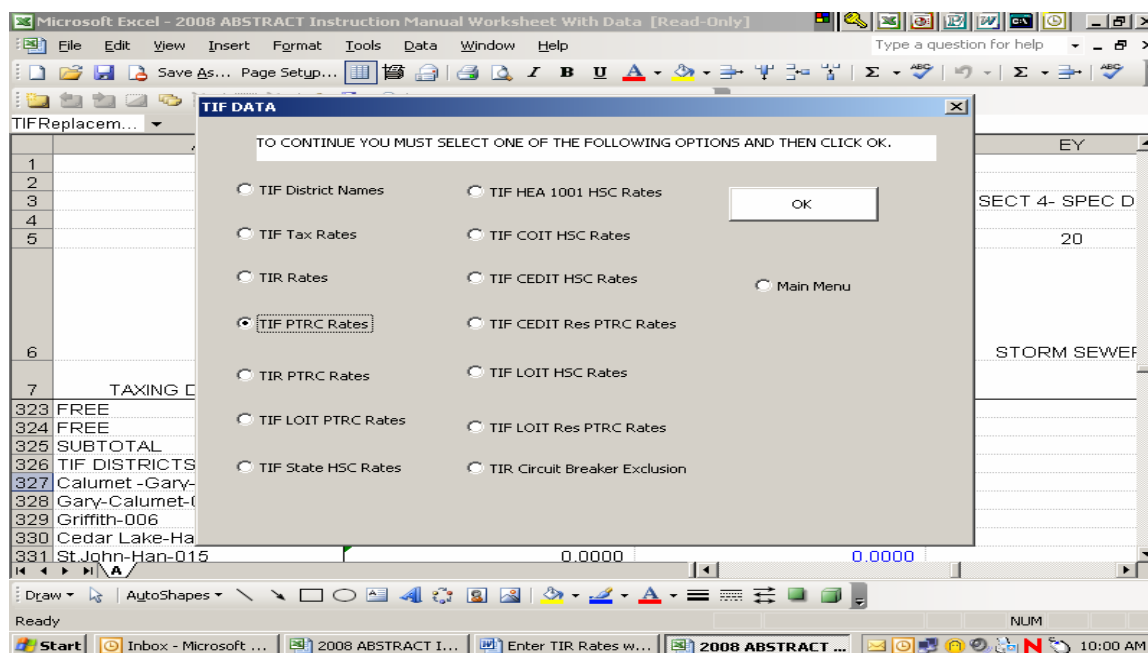 Microsoft Excel - 2008 ABSTRACT Instruction Manual Worksheet With Data [Read-Only]
File Edit View Insert Format Tools Data Window Help Type a question for help
Save As... Page Setup...
TIFReplacem...
TIF DATA
TO CONTINUE YOU MUST SELECT ONE OF THE FOLLOWING OPTIONS AND THEN CLICK OK.
TIF District Names
TIF Tax Rates
TIR Rates
TIF PTRC Rates
TIR PTRC Rates
TIF LOIT PTRC Rates
TIF State HSC Rates
TIF HEA 1001 HSC Rates
TIF COIT HSC Rates
TIF CEDIT HSC Rates
TIF CEDIT Res PTRC Rates
TIF LOIT HSC Rates
TIF LOIT Res PTRC Rates
TIR Circuit Breaker Exclusion
OK
Main Menu
EY
1
2
3 SECT 4- SPEC D
4
5 20
6 STORM SEWER
7 TAXING D
323 FREE
324 FREE
325 SUBTOTAL
326 TIF DISTRICTS
327 Calumet -Gary-
328 Gary-Calumet-
329 Griffith-006
330 Cedar Lake-Ha
331 St.John-Han-015 0.0000 0.0000
A
Draw AutoShapes
Ready NUM
Start Inbox - Microsoft ... 2008 ABSTRACT I... Enter TIR Rates w... 2008 ABSTRACT ... 10:00 AM